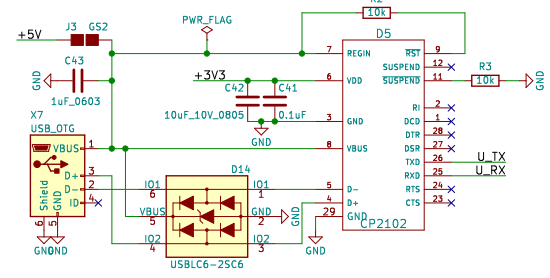 R2
10k
PWR_FLAG
+5V
J3 GS2
D5
7 REGIN
RST 9
SUSPEND 12
SUSPEND 11
R3
10k
GND
C43
1uF_0603
GND
+3V3
6 VDD
C42 C41
10uF_10V_0805 0.1uF
GND
3 GND
RI 2
DCD 1
DTR 28
DSR 27
X7
USB_OTG
VBUS 1
8 VBUS
TXD 26 U_TX
RXD 25 U_RX
D+ 3
D- 2
ID 4
Shield
GND
6 5
GND GND
D14
IO1 6
IO1 1
VBUS 5
GND 2
GND
IO2 4
IO2 3
USBLC6-2SC6
5 D-
4 D+
29 GND
GND
RTS 24
CTS 23
CP2102